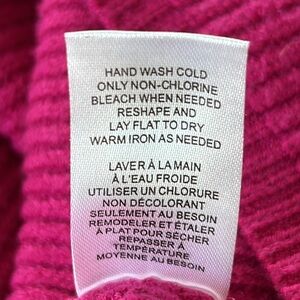 HAND WASH COLD
ONLY NON-CHLORINE
BLEACH WHEN NEEDED
RESHAPE AND
LAY FLAT TO DRY
WARM IRON AS NEEDED
LAVER À LA MAIN
À L'EAU FROIDE
UTILISER UN CHLORURE
NON DÉCOLORANT
SEULEMENT AU BESOIN
REMODELER ET ÉTALER
À PLAT POUR SÉCHER
REPASSER À
TEMPÉRATURE
MOYENNE AU BESOIN